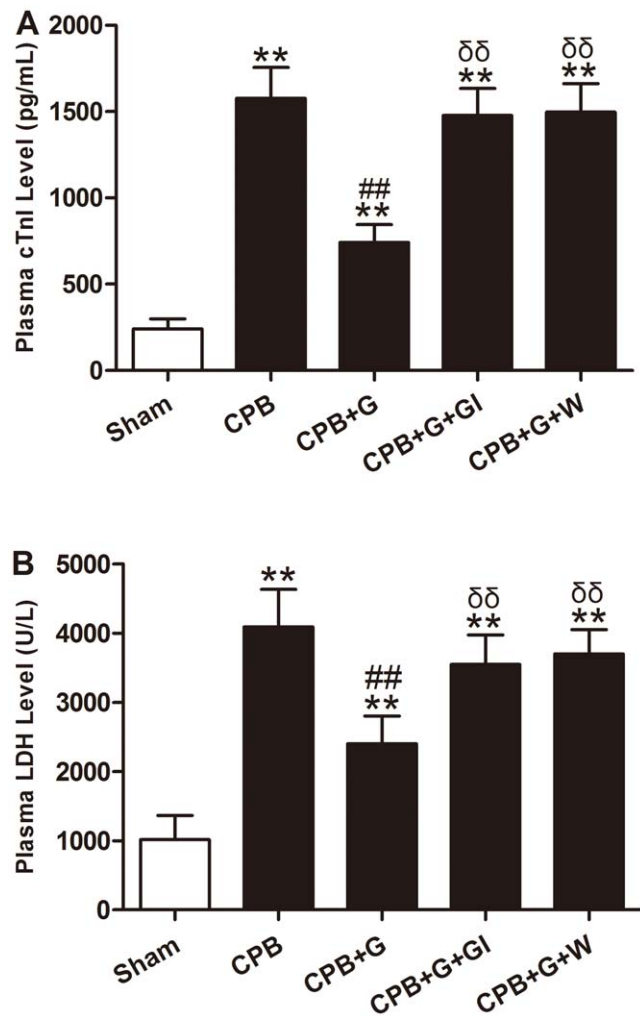 A
Plasma cTnI Level (pg/mL)
2000
1500
1000
500
0
**
##
**
δδ
**
δδ
**
Sham
CPB
CPB+G
CPB+G+GI
CPB+G+W
B
Plasma LDH Level (U/L)
5000
4000
3000
2000
1000
0
**
##
**
δδ
**
δδ
**
Sham
CPB
CPB+G
CPB+G+GI
CPB+G+W